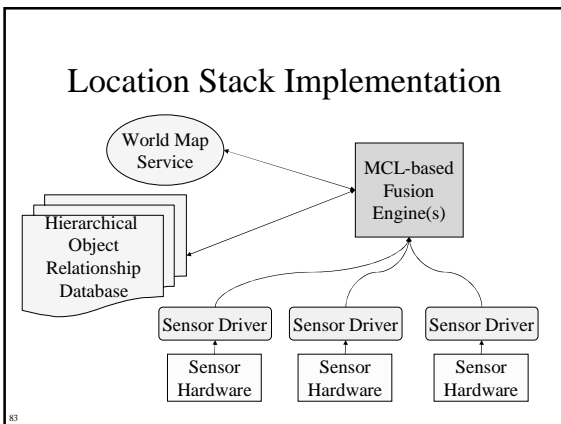 Location Stack Implementation
World Map
Service
MCL-based
Fusion
Engine(s)
Hierarchical
Object
Relationship
Database
Sensor Driver
Sensor Driver
Sensor Driver
Sensor
Hardware
Sensor
Hardware
Sensor
Hardware
83